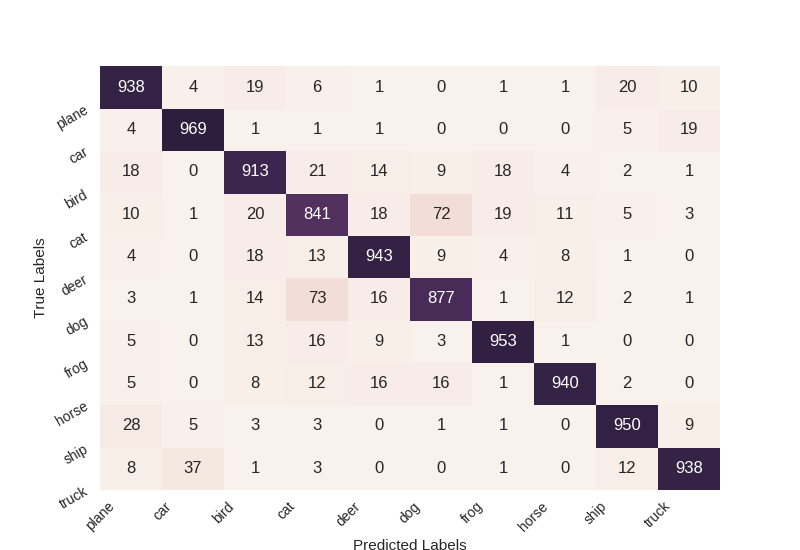 938 4 19 6 1 0 1 1 20 10
plane
4 969 1 1 1 0 0 0 5 19
car
18 0 913 21 14 9 18 4 2 1
bird
10 1 20 841 18 72 19 11 5 3
cat
4 0 18 13 943 9 4 8 1 0
deer
3 1 14 73 16 877 1 12 2 1
dog
5 0 13 16 9 3 953 1 0 0
frog
5 0 8 12 16 16 1 940 2 0
horse
28 5 3 3 0 1 1 0 950 9
ship
8 37 1 3 0 0 1 0 12 938
truck
True Labels
plane car bird cat deer dog frog horse ship truck
Predicted Labels